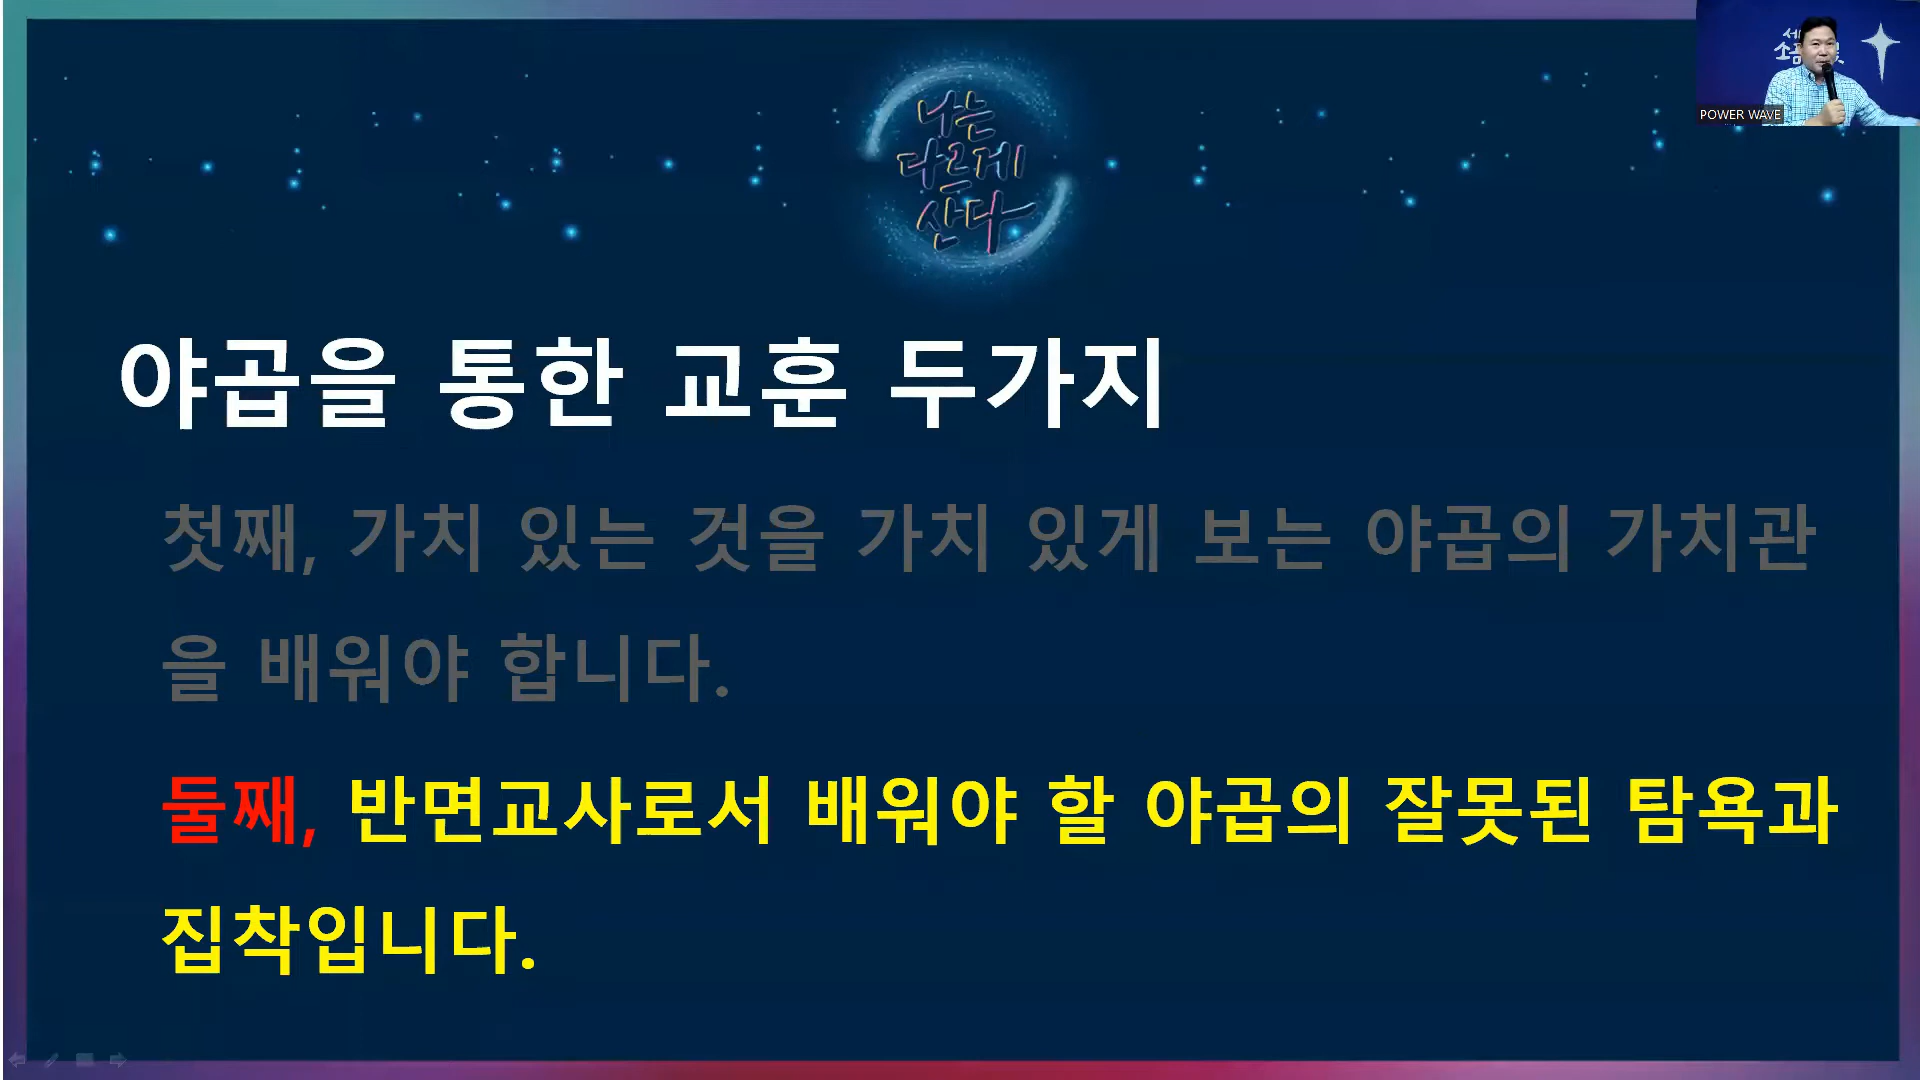 나는
다르게
산다
POWER WAVE
야곱을 통한 교훈 두가지
첫째, 가치 있는 것을 가치 있게 보는 야곱의 가치관
을 배워야 합니다.
둘째, 반면교사로서 배워야 할 야곱의 잘못된 탐욕과
집착입니다.